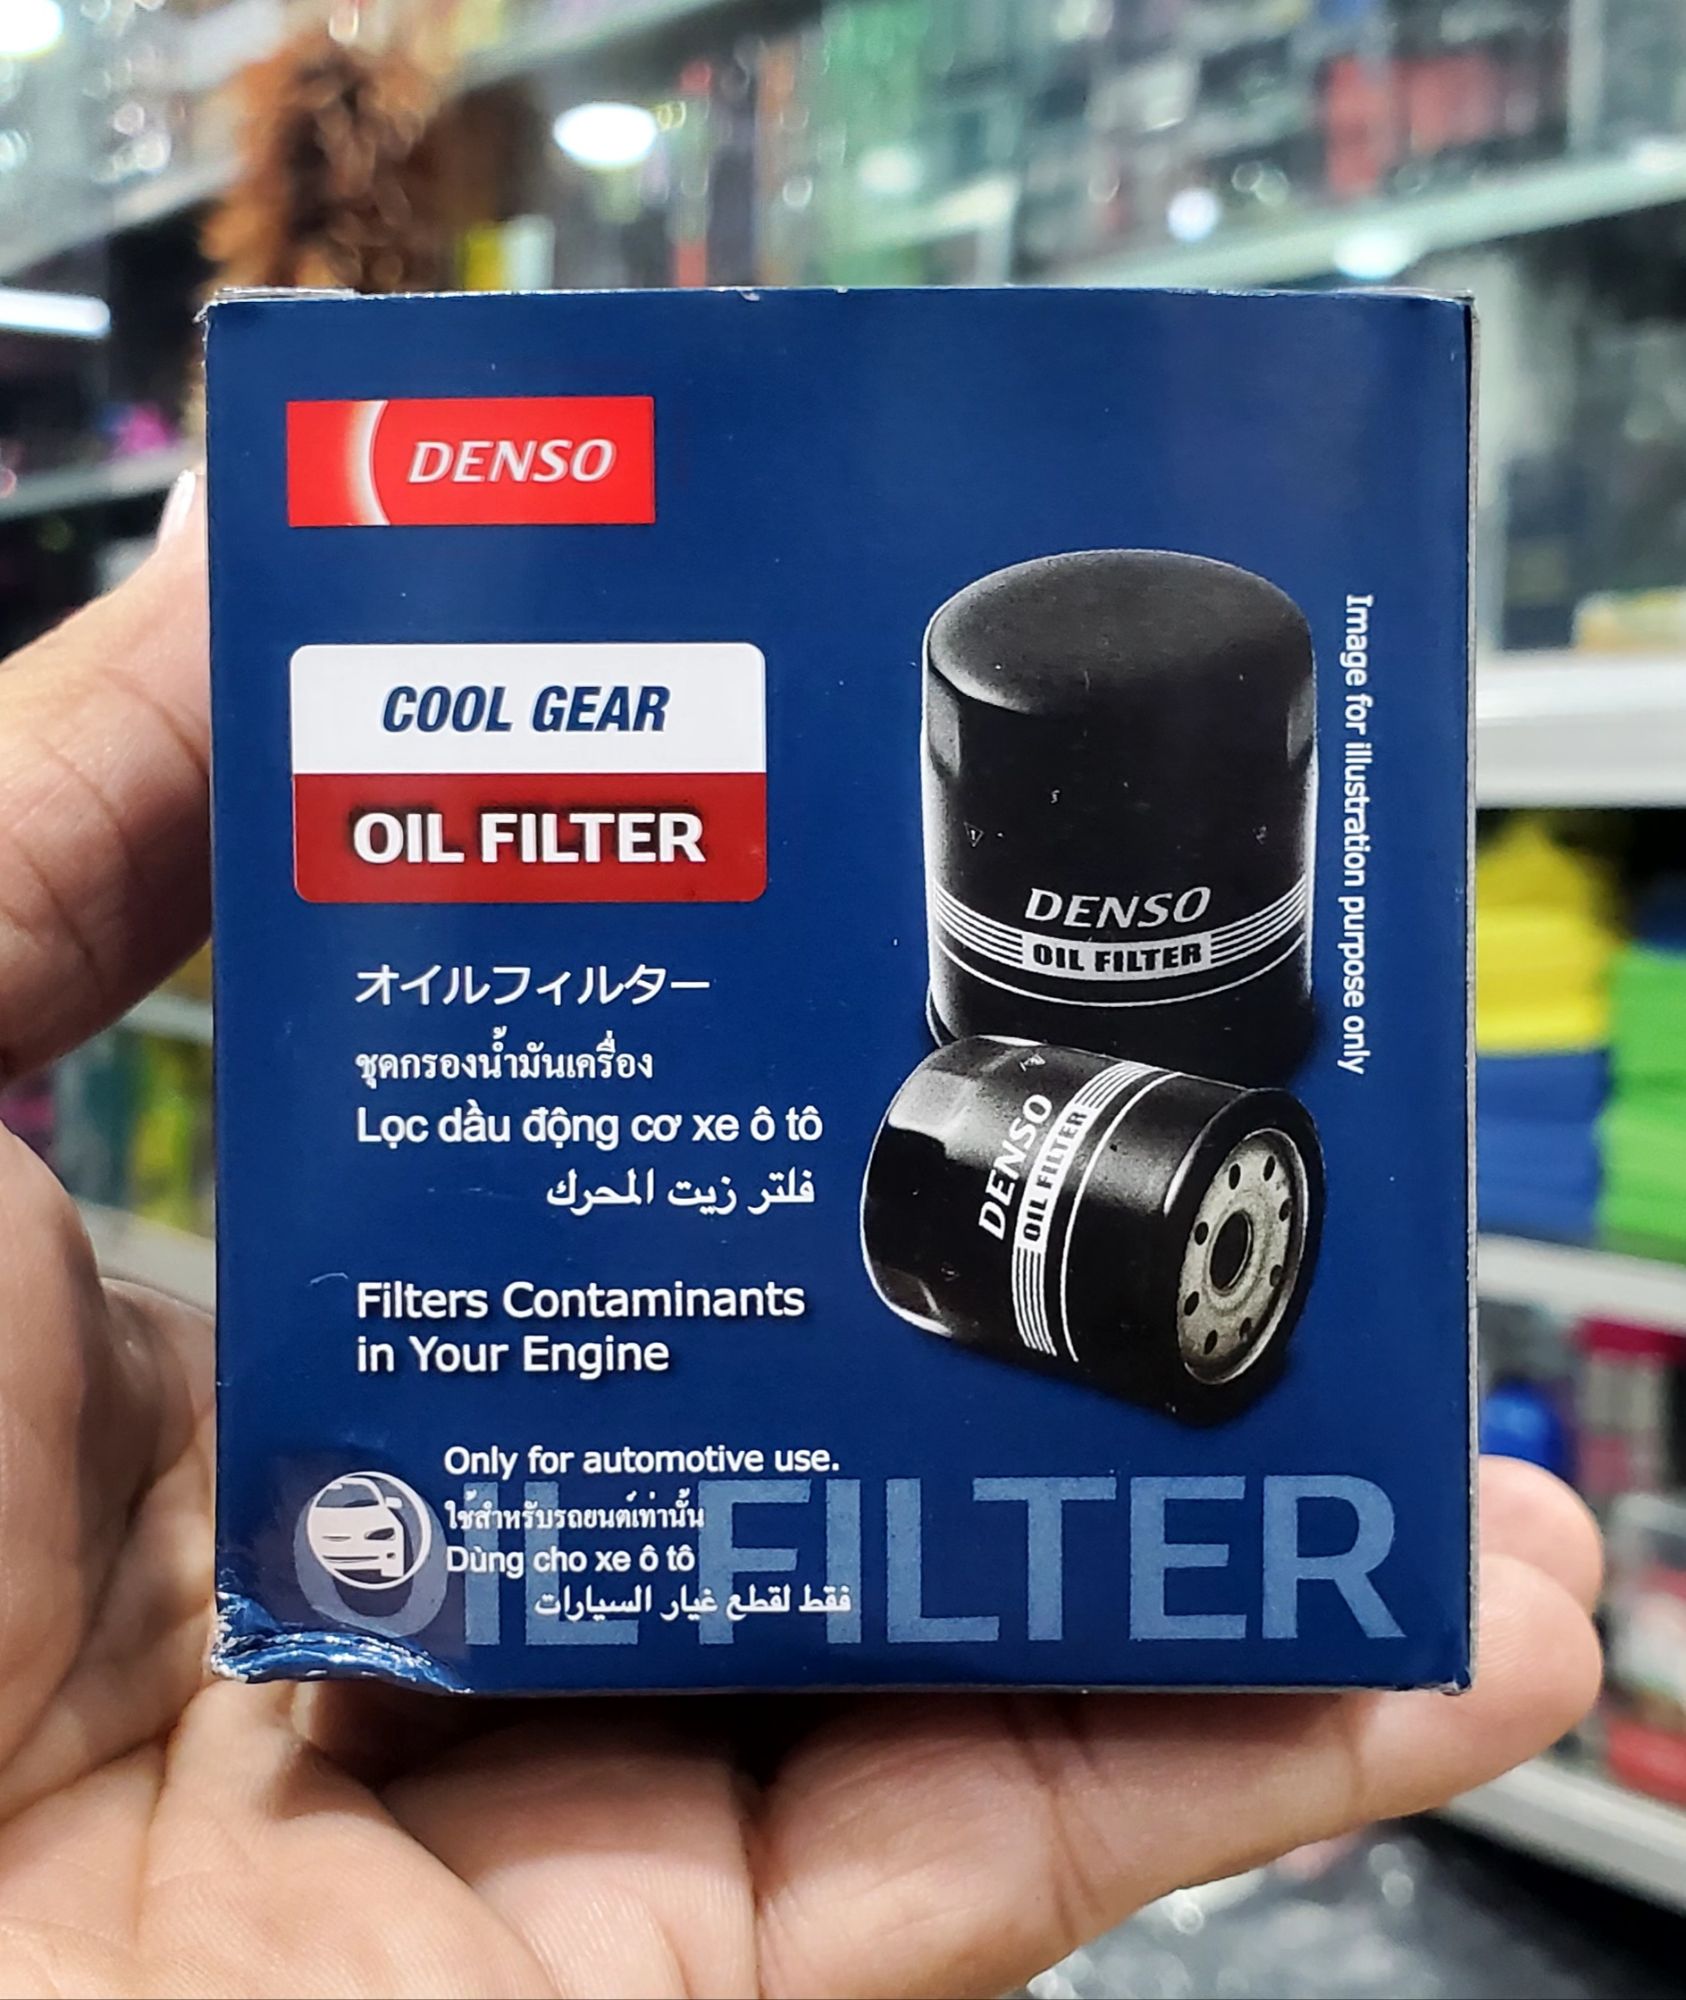 DENSO
COOL GEAR
OIL FILTER
オイルフィルター
ชุดกรองน้ำมันเครื่อง
Lọc dầu động cơ xe ô tô
فلتر زيت المحرك
Filters Contaminants
in Your Engine
Only for automotive use.
ใช้สำหรับรถยนต์เท่านั้น
Dùng cho xe ô tô
فقط لقطع غيار السيارات
OIL FILTER
DENSO
OIL FILTER
DENSO
OIL FILTER
Image for illustration purpose only